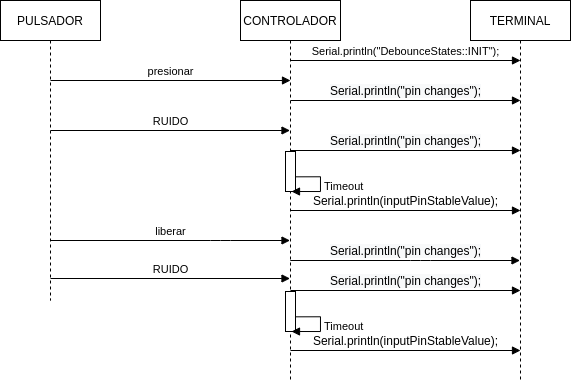 PULSADOR
CONTROLADOR
TERMINAL
Serial.println("DebounceStates::INIT");
presionar
Serial.println("pin changes");
RUIDO
Serial.println("pin changes");
Timeout
Serial.println(inputPinStableValue);
liberar
Serial.println("pin changes");
RUIDO
Serial.println("pin changes");
Timeout
Serial.println(inputPinStableValue);